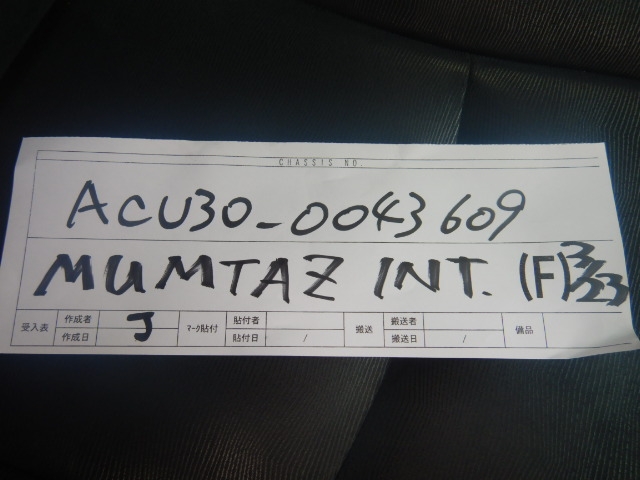 CHASSIS NO.
ACU30-0043609
MUMTAZ INT. (F) 3/23
受入表 作成者 J マーク貼付 貼付者 搬送 搬送者 備品
作成日 貼付日 / 搬送日 /